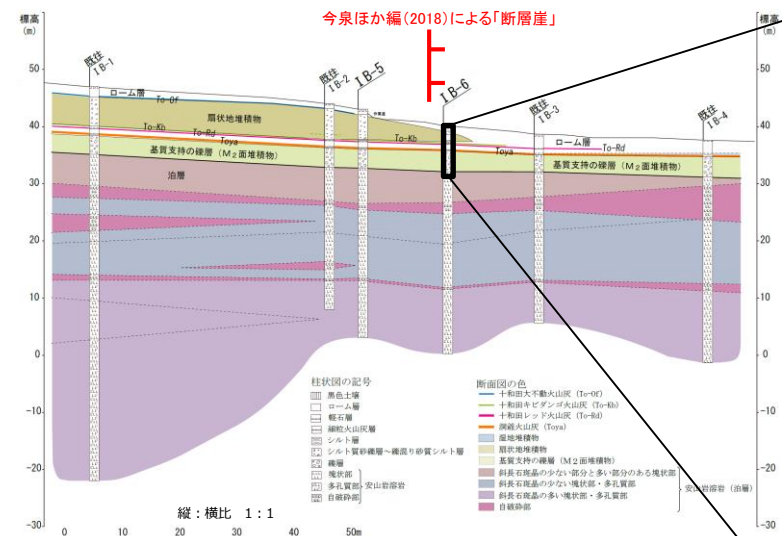 今泉ほか編(2018)による「断層崖」
標高
(m)
標高
(m)
既往
IB-1
既往
IB-2
IB-5
IB-6
既往
IB-3
既往
IB-4
50
40
30
20
10
0
-10
-20
-30
50
40
30
20
10
0
-10
-20
-30
ローム層
To-Of
扇状地堆積物
To-Kb
To-Rd
Toya
基質支持の礫層(M2面堆積物)
泊層
To-Kb
Toya
ローム層
To-Rd
基質支持の礫層(M2面堆積物)
柱状図の記号
黒色土壌
ローム層
軽石層
細粒火山灰層
シルト層
シルト質砂礫層~礫混り砂質シルト層
礫層
塊状部
多孔質部
自破砕部
安山岩溶岩
断面図の色
十和田大不動火山灰 (To-Of)
十和田キビダンゴ火山灰 (To-Kb)
十和田レッド火山灰 (To-Rd)
洞爺火山灰 (Toya)
湿地堆積物
扇状地堆積物
基質支持の礫層 (M2面堆積物)
斜長石斑晶の少ない部分と多い部分のある塊状部
斜長石斑晶の少ない塊状部・多孔質部
斜長石斑晶の多い塊状部・多孔質部
自破砕部
安山岩溶岩(泊層)
縦:横比 1:1
0 10 20 30 40 50m